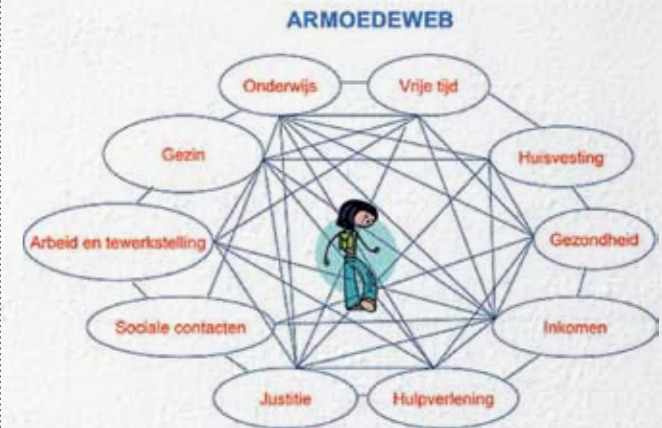 ARMOEDEWEB
Onderwijs
Vrije tijd
Gezin
Huisvesting
Arbeid en tewerkstelling
Gezondheid
Sociale contacten
Inkomen
Justitie
Hulpverlening